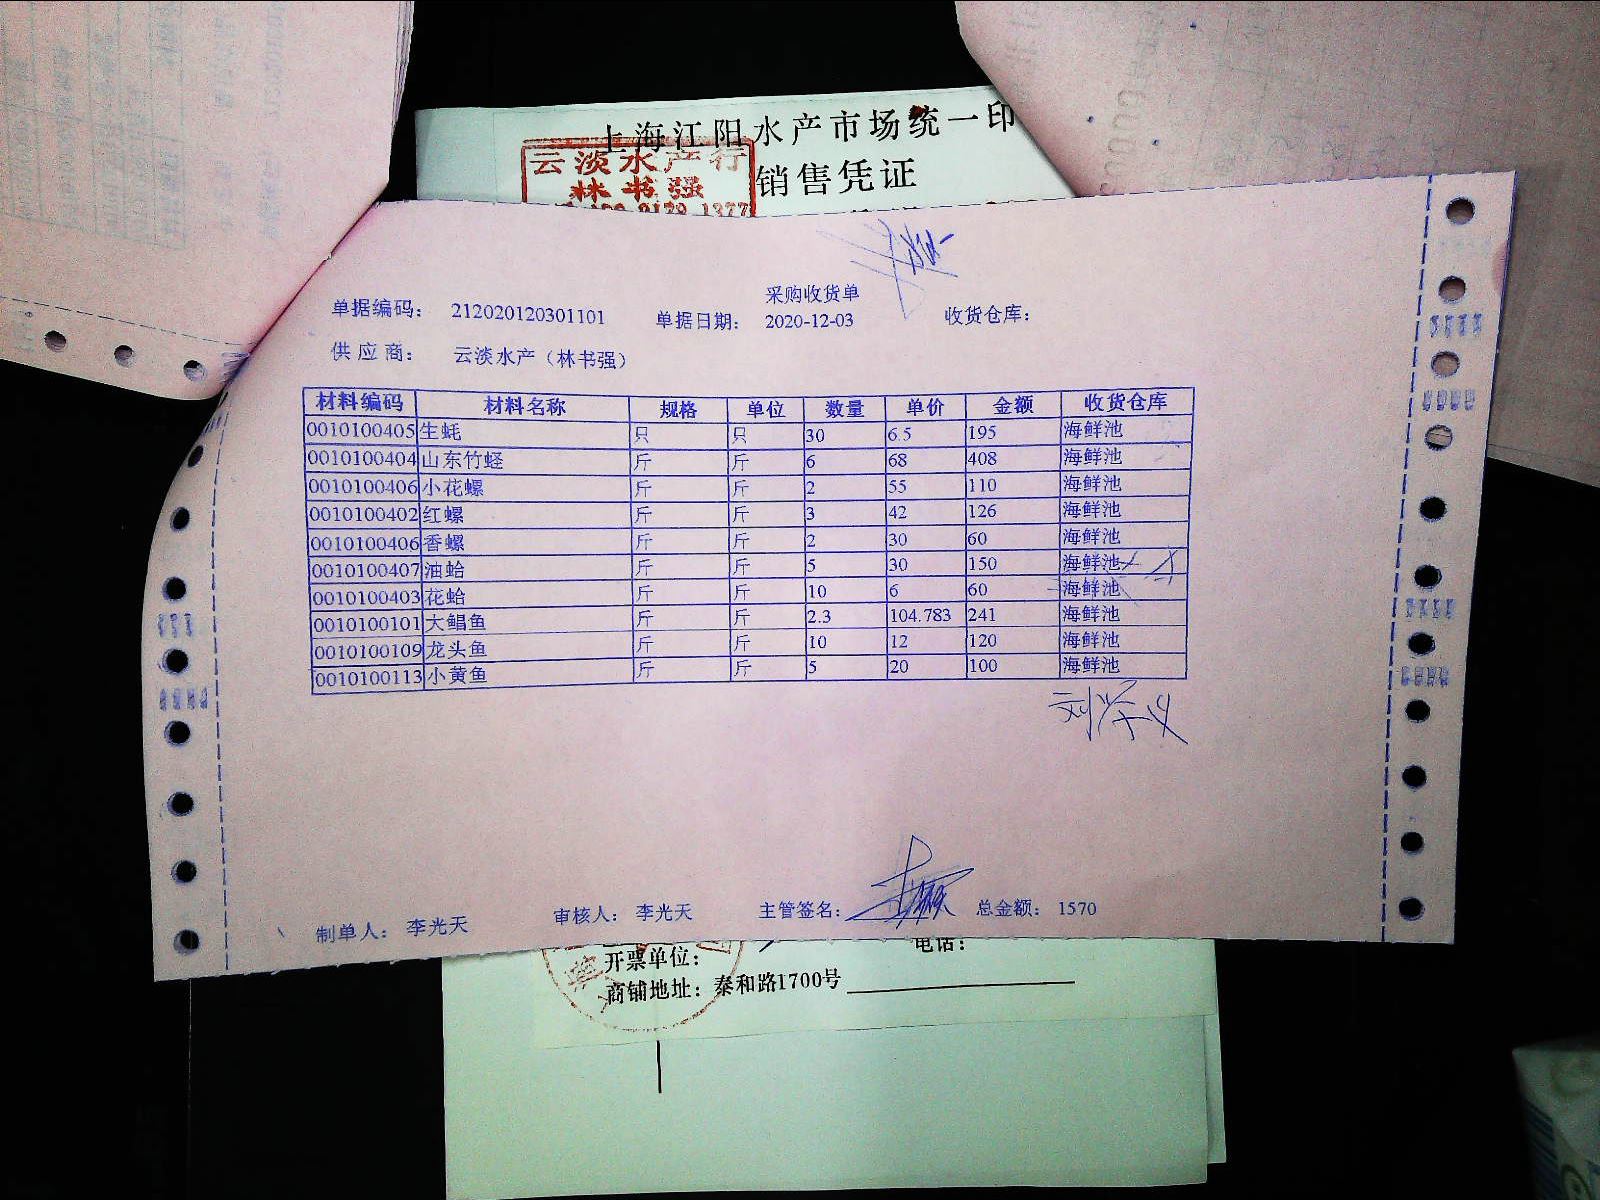 上海江阳水产市场统一印
云淡水产行
林书强
销售凭证
采购收货单
单据编码： 212020120301101 单据日期： 2020-12-03 收货仓库：
供应商： 云淡水产（林书强）
材料编码 材料名称 规格 单位 数量 单价 金额 收货仓库
0010100405 生蚝 只 只 30 6.5 195 海鲜池
0010100404 山东竹蛏 斤 斤 6 68 408 海鲜池
0010100406 小花螺 斤 斤 2 55 110 海鲜池
0010100402 红螺 斤 斤 3 42 126 海鲜池
0010100406 香螺 斤 斤 2 30 60 海鲜池
0010100407 油蛤 斤 斤 5 30 150 海鲜池
0010100403 花蛤 斤 斤 10 6 60 海鲜池
0010100101 大鲳鱼 斤 斤 2.3 104.783 241 海鲜池
0010100109 龙头鱼 斤 斤 10 12 120 海鲜池
0010100113 小黄鱼 斤 斤 5 20 100 海鲜池
制单人： 李光天 审核人： 李光天 主管签名： 总金额： 1570
开票单位： 电话：
商铺地址：泰和路1700号